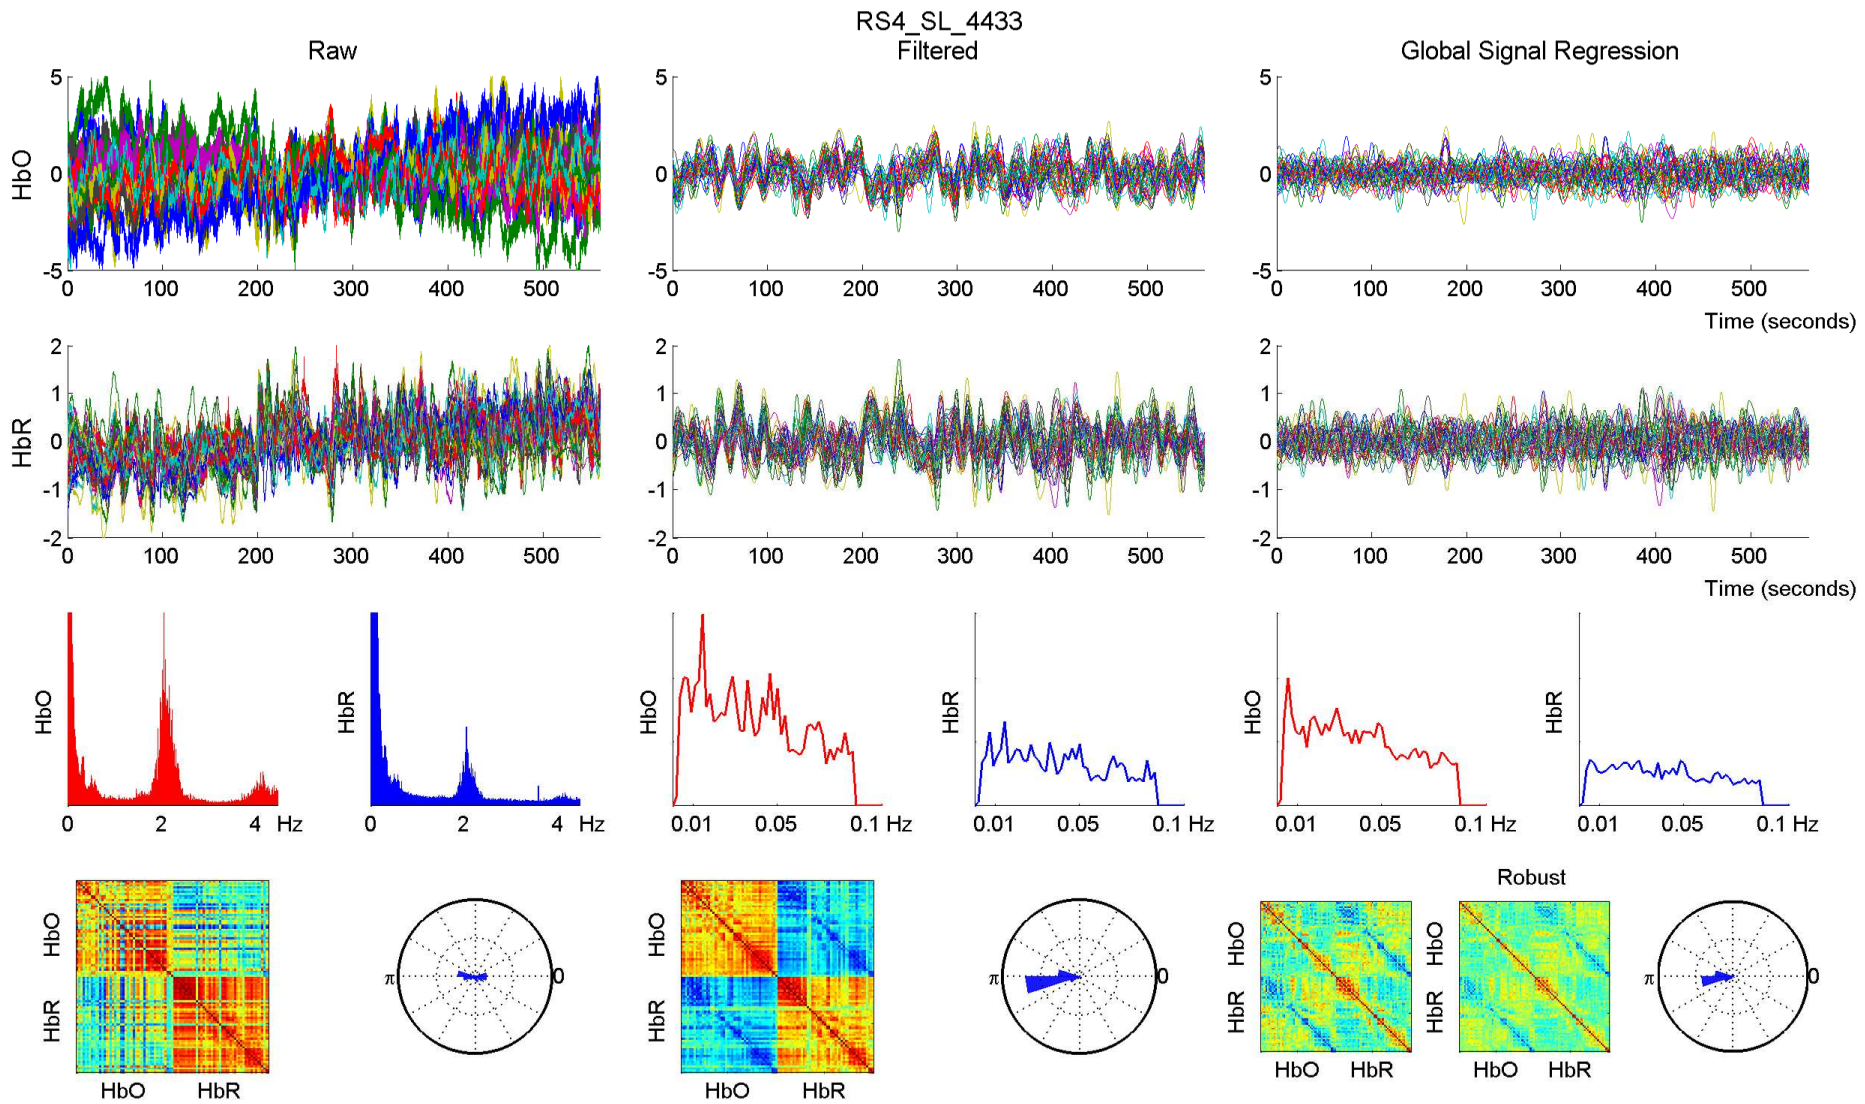 RS4_SL_4433
Raw
Filtered
Global Signal Regression
HbO
5
0
-5
0 100 200 300 400 500
5
0
-5
0 100 200 300 400 500
5
0
-5
0 100 200 300 400 500
Time (seconds)
HbR
2
1
0
-1
-2
0 100 200 300 400 500
2
1
0
-1
-2
0 100 200 300 400 500
2
1
0
-1
-2
0 100 200 300 400 500
Time (seconds)
HbO
0 2 4 Hz
HbR
0 2 4 Hz
HbO
0.01 0.05 0.1 Hz
HbR
0.01 0.05 0.1 Hz
HbO
0.01 0.05 0.1 Hz
HbR
0.01 0.05 0.1 Hz
HbO
HbR
HbO HbR
π 0
HbO
HbR
HbO HbR
π 0
HbO
HbR
HbO HbR
Robust
HbO
HbR
HbO HbR
π 0